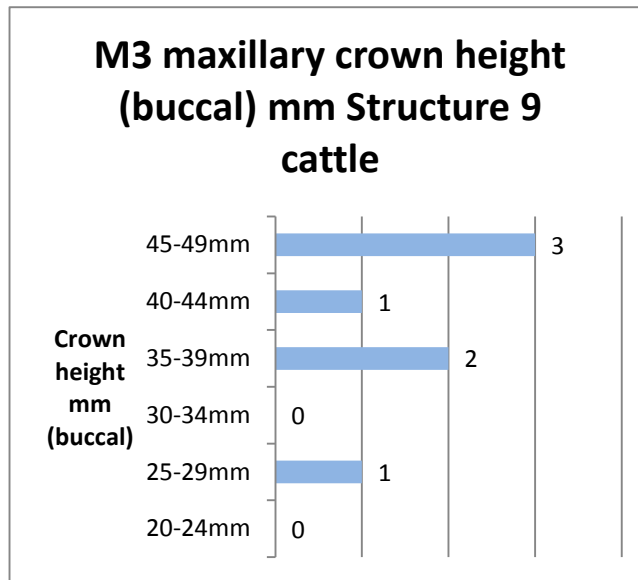 M3 maxillary crown height
(buccal) mm Structure 9
cattle
45-49mm
3
40-44mm
1
Crown
height
mm
(buccal)
35-39mm
2
30-34mm
0
25-29mm
1
20-24mm
0